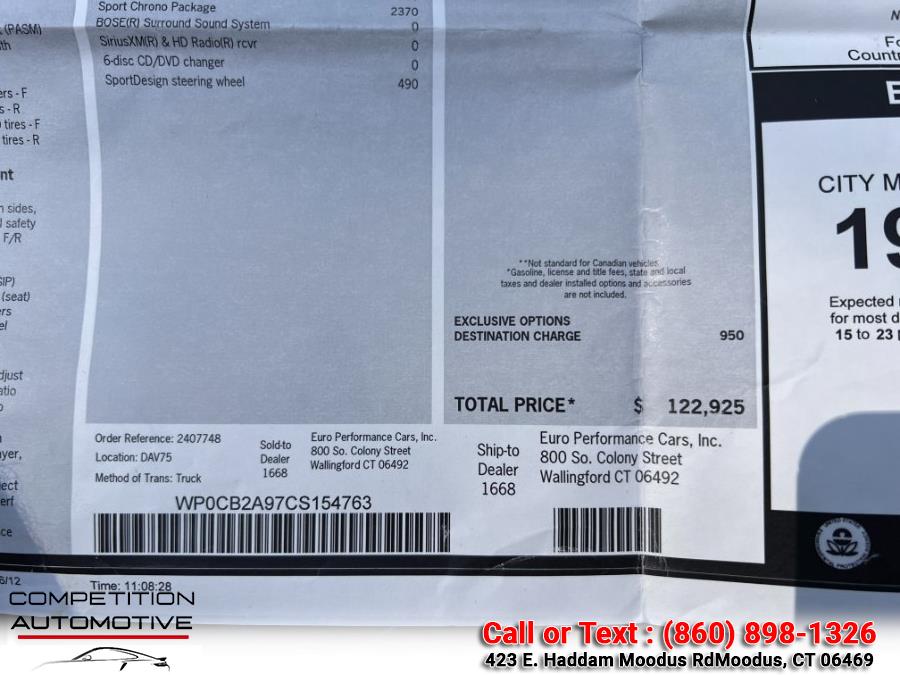 Sport Chrono Package 2370
BOSE(R) Surround Sound System 0
SiriusXM(R) & HD Radio(R) rcvr 0
6-disc CD/DVD changer 0
SportDesign steering wheel 490
(PASM)
ers - F
s - R
tires - F
tires - R
nt
sides,
safety
F/R
SIP)
(seat)
ers
el
djust
atio
ayer,
ject
erf
ce
**Not standard for Canadian vehicles.
*Gasoline, license and title fees, state and local
taxes and dealer installed options and accessories
are not included.
EXCLUSIVE OPTIONS
DESTINATION CHARGE 950
TOTAL PRICE* $ 122,925
Order Reference: 2407748
Location: DAV75
Method of Trans: Truck
Sold-to
Dealer
1668
Euro Performance Cars, Inc.
800 So. Colony Street
Wallingford CT 06492
Ship-to
Dealer
1668
Euro Performance Cars, Inc.
800 So. Colony Street
Wallingford CT 06492
WP0CB2A97CS154763
6/12
Time: 11:08:28
N
Fo
Count
E
CITY M
19
Expected
for most d
15 to 23
COMPETITION
AUTOMOTIVE
Call or Text : (860) 898-1326
423 E. Haddam Moodus RdMoodus, CT 06469